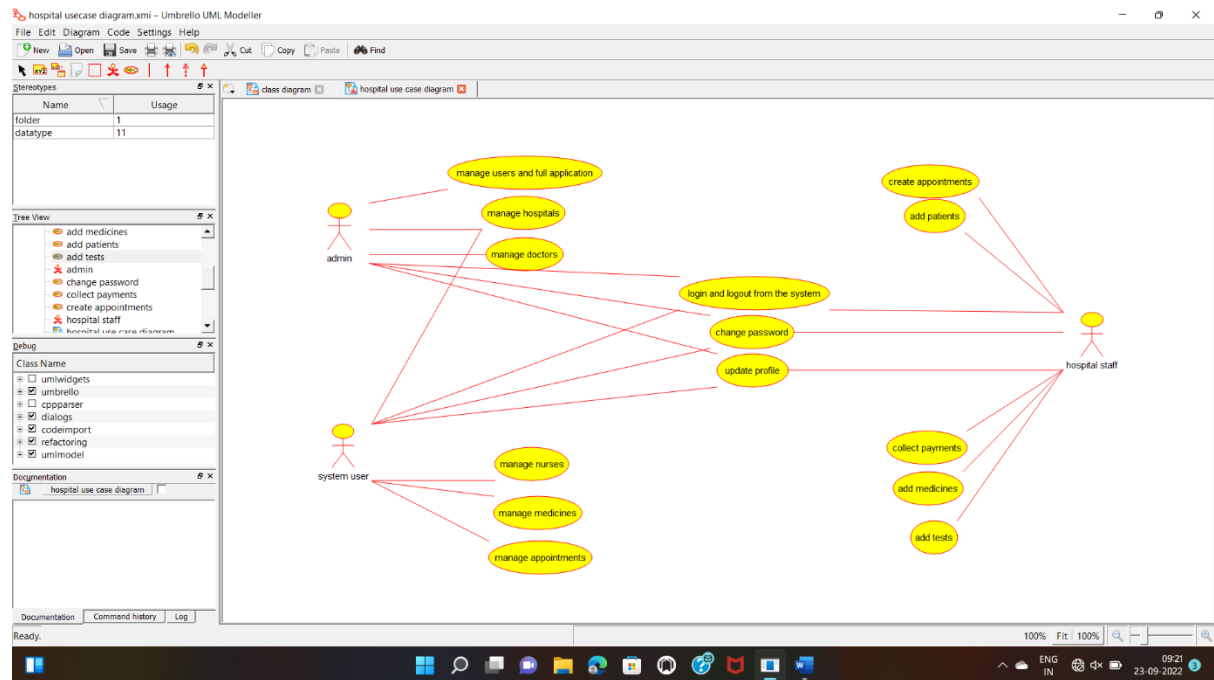 hospital usecase diagram.xmi – Umbrello UML Modeller
File Edit Diagram Code Settings Help
New Open Save Cut Copy Paste Find
xyz
Stereotypes
class diagram hospital use case diagram
Name Usage
folder 1
datatype 11
Tree View
add medicines
add patients
add tests
admin
change password
collect payments
create appointments
hospital staff
hospital use case diagram
Debug
Class Name
umlwidgets
umbrello
cppparser
dialogs
codeimport
refactoring
umlmodel
Documentation
hospital use case diagram
Documentation Command history Log
manage users and full application
manage hospitals
manage doctors
admin
login and logout from the system
change password
update profile
create appointments
add patients
hospital staff
system user
manage nurses
manage medicines
manage appointments
collect payments
add medicines
add tests
Ready.
100% Fit 100%
ENG
IN
09:21
23-09-2022
3